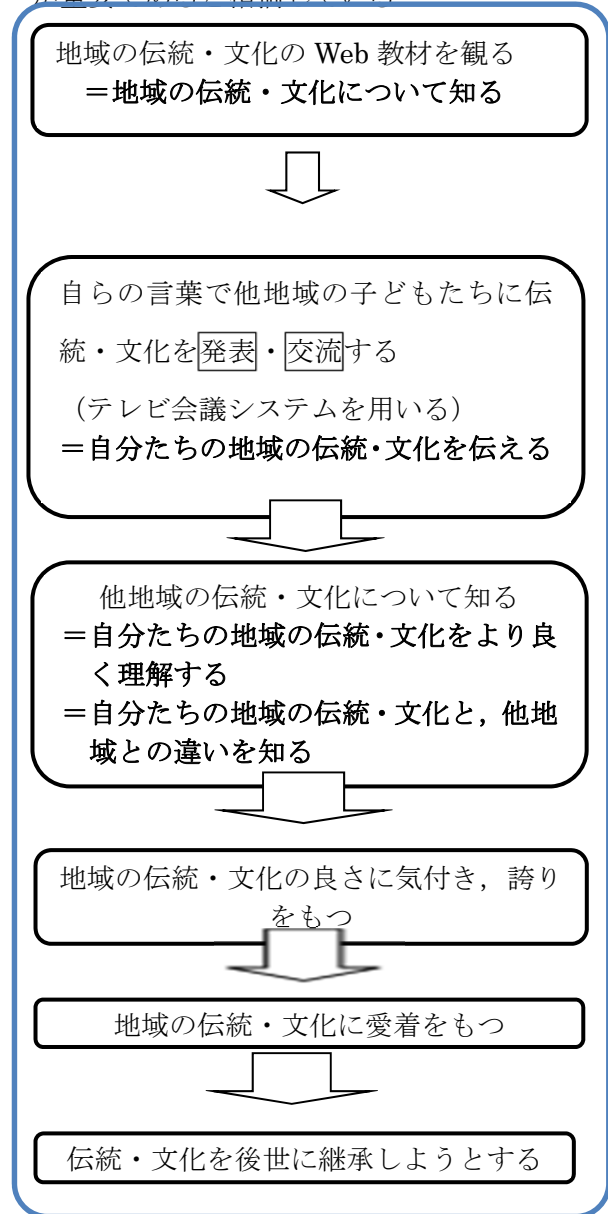 地域の伝統・文化の Web 教材を観る
＝地域の伝統・文化について知る
自らの言葉で他地域の子どもたちに伝
統・文化を発表・交流する
（テレビ会議システムを用いる）
＝自分たちの地域の伝統・文化を伝える
他地域の伝統・文化について知る
＝自分たちの地域の伝統・文化をより良
く理解する
＝自分たちの地域の伝統・文化と，他地
域との違いを知る
地域の伝統・文化の良さに気付き，誇り
をもつ
地域の伝統・文化に愛着をもつ
伝統・文化を後世に継承しようとする